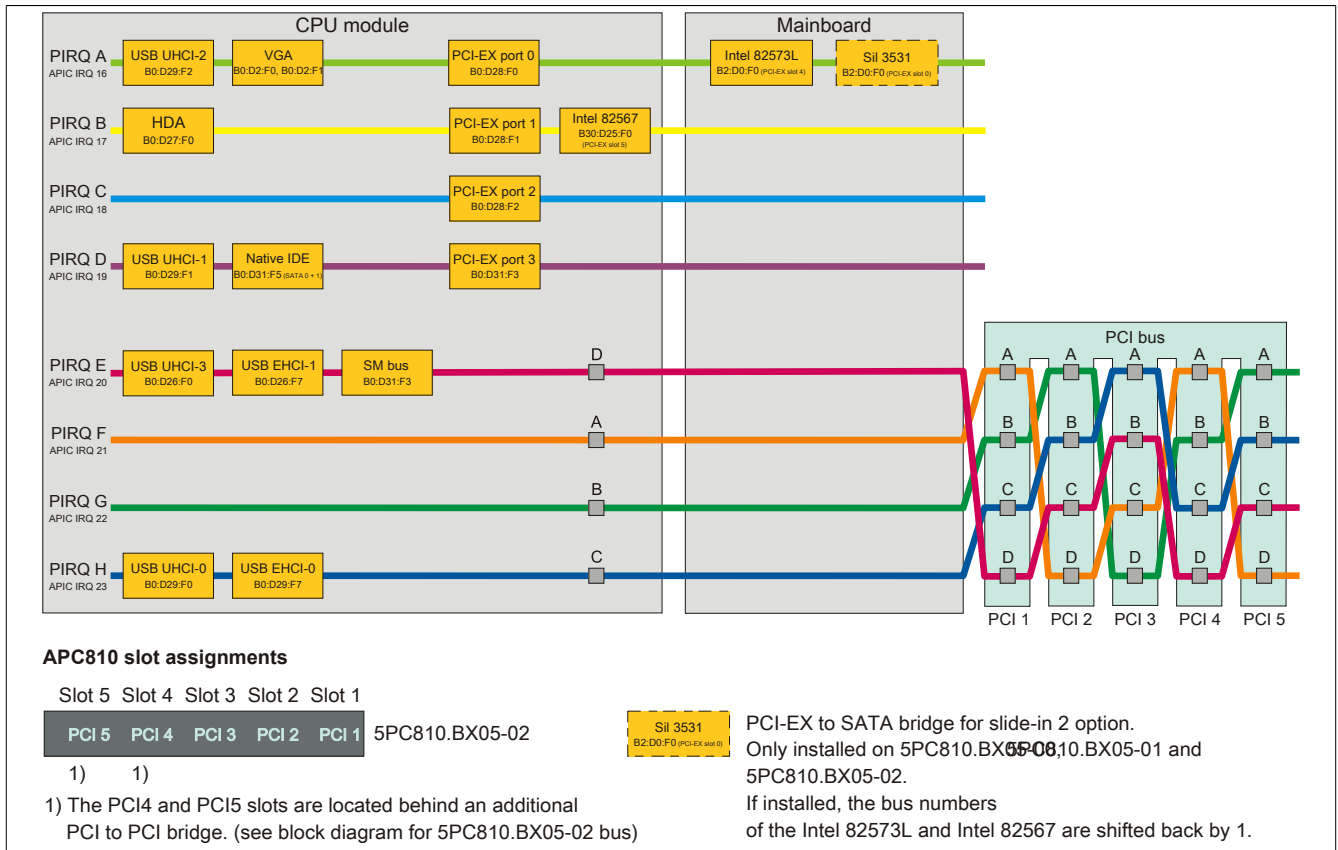 CPU module
Mainboard
PIRQ A
APIC IRQ 16
USB UHCI-2
B0:D29:F2
VGA
B0:D2:F0, B0:D2:F1
PCI-EX port 0
B0:D28:F0
Intel 82573L
B2:D0:F0 (PCI-EX slot 4)
Sil 3531
B2:D0:F0 (PCI-EX slot 0)
PIRQ B
APIC IRQ 17
HDA
B0:D27:F0
PCI-EX port 1
B0:D28:F1
Intel 82567
B30:D25:F0
(PCI-EX slot 5)
PIRQ C
APIC IRQ 18
PCI-EX port 2
B0:D28:F2
PIRQ D
APIC IRQ 19
USB UHCI-1
B0:D29:F1
Native IDE
B0:D31:F5 (SATA 0 + 1)
PCI-EX port 3
B0:D31:F3
PIRQ E
APIC IRQ 20
USB UHCI-3
B0:D26:F0
USB EHCI-1
B0:D26:F7
SM bus
B0:D31:F3
D
PIRQ F
APIC IRQ 21
A
PIRQ G
APIC IRQ 22
B
PIRQ H
APIC IRQ 23
USB UHCI-0
B0:D29:F0
USB EHCI-0
B0:D29:F7
C
PCI bus
A A A A A
B B B B B
C C C C C
D D D D D
PCI 1 PCI 2 PCI 3 PCI 4 PCI 5
APC810 slot assignments
Slot 5 Slot 4 Slot 3 Slot 2 Slot 1
PCI 5 PCI 4 PCI 3 PCI 2 PCI 1
5PC810.BX05-02
1) 1)
1) The PCI4 and PCI5 slots are located behind an additional
PCI to PCI bridge. (see block diagram for 5PC810.BX05-02 bus)
Sil 3531
B2:D0:F0 (PCI-EX slot 0)
PCI-EX to SATA bridge for slide-in 2 option.
Only installed on 5PC810.BX05-00, 5PC810.BX05-01 and
5PC810.BX05-02.
If installed, the bus numbers
of the Intel 82573L and Intel 82567 are shifted back by 1.